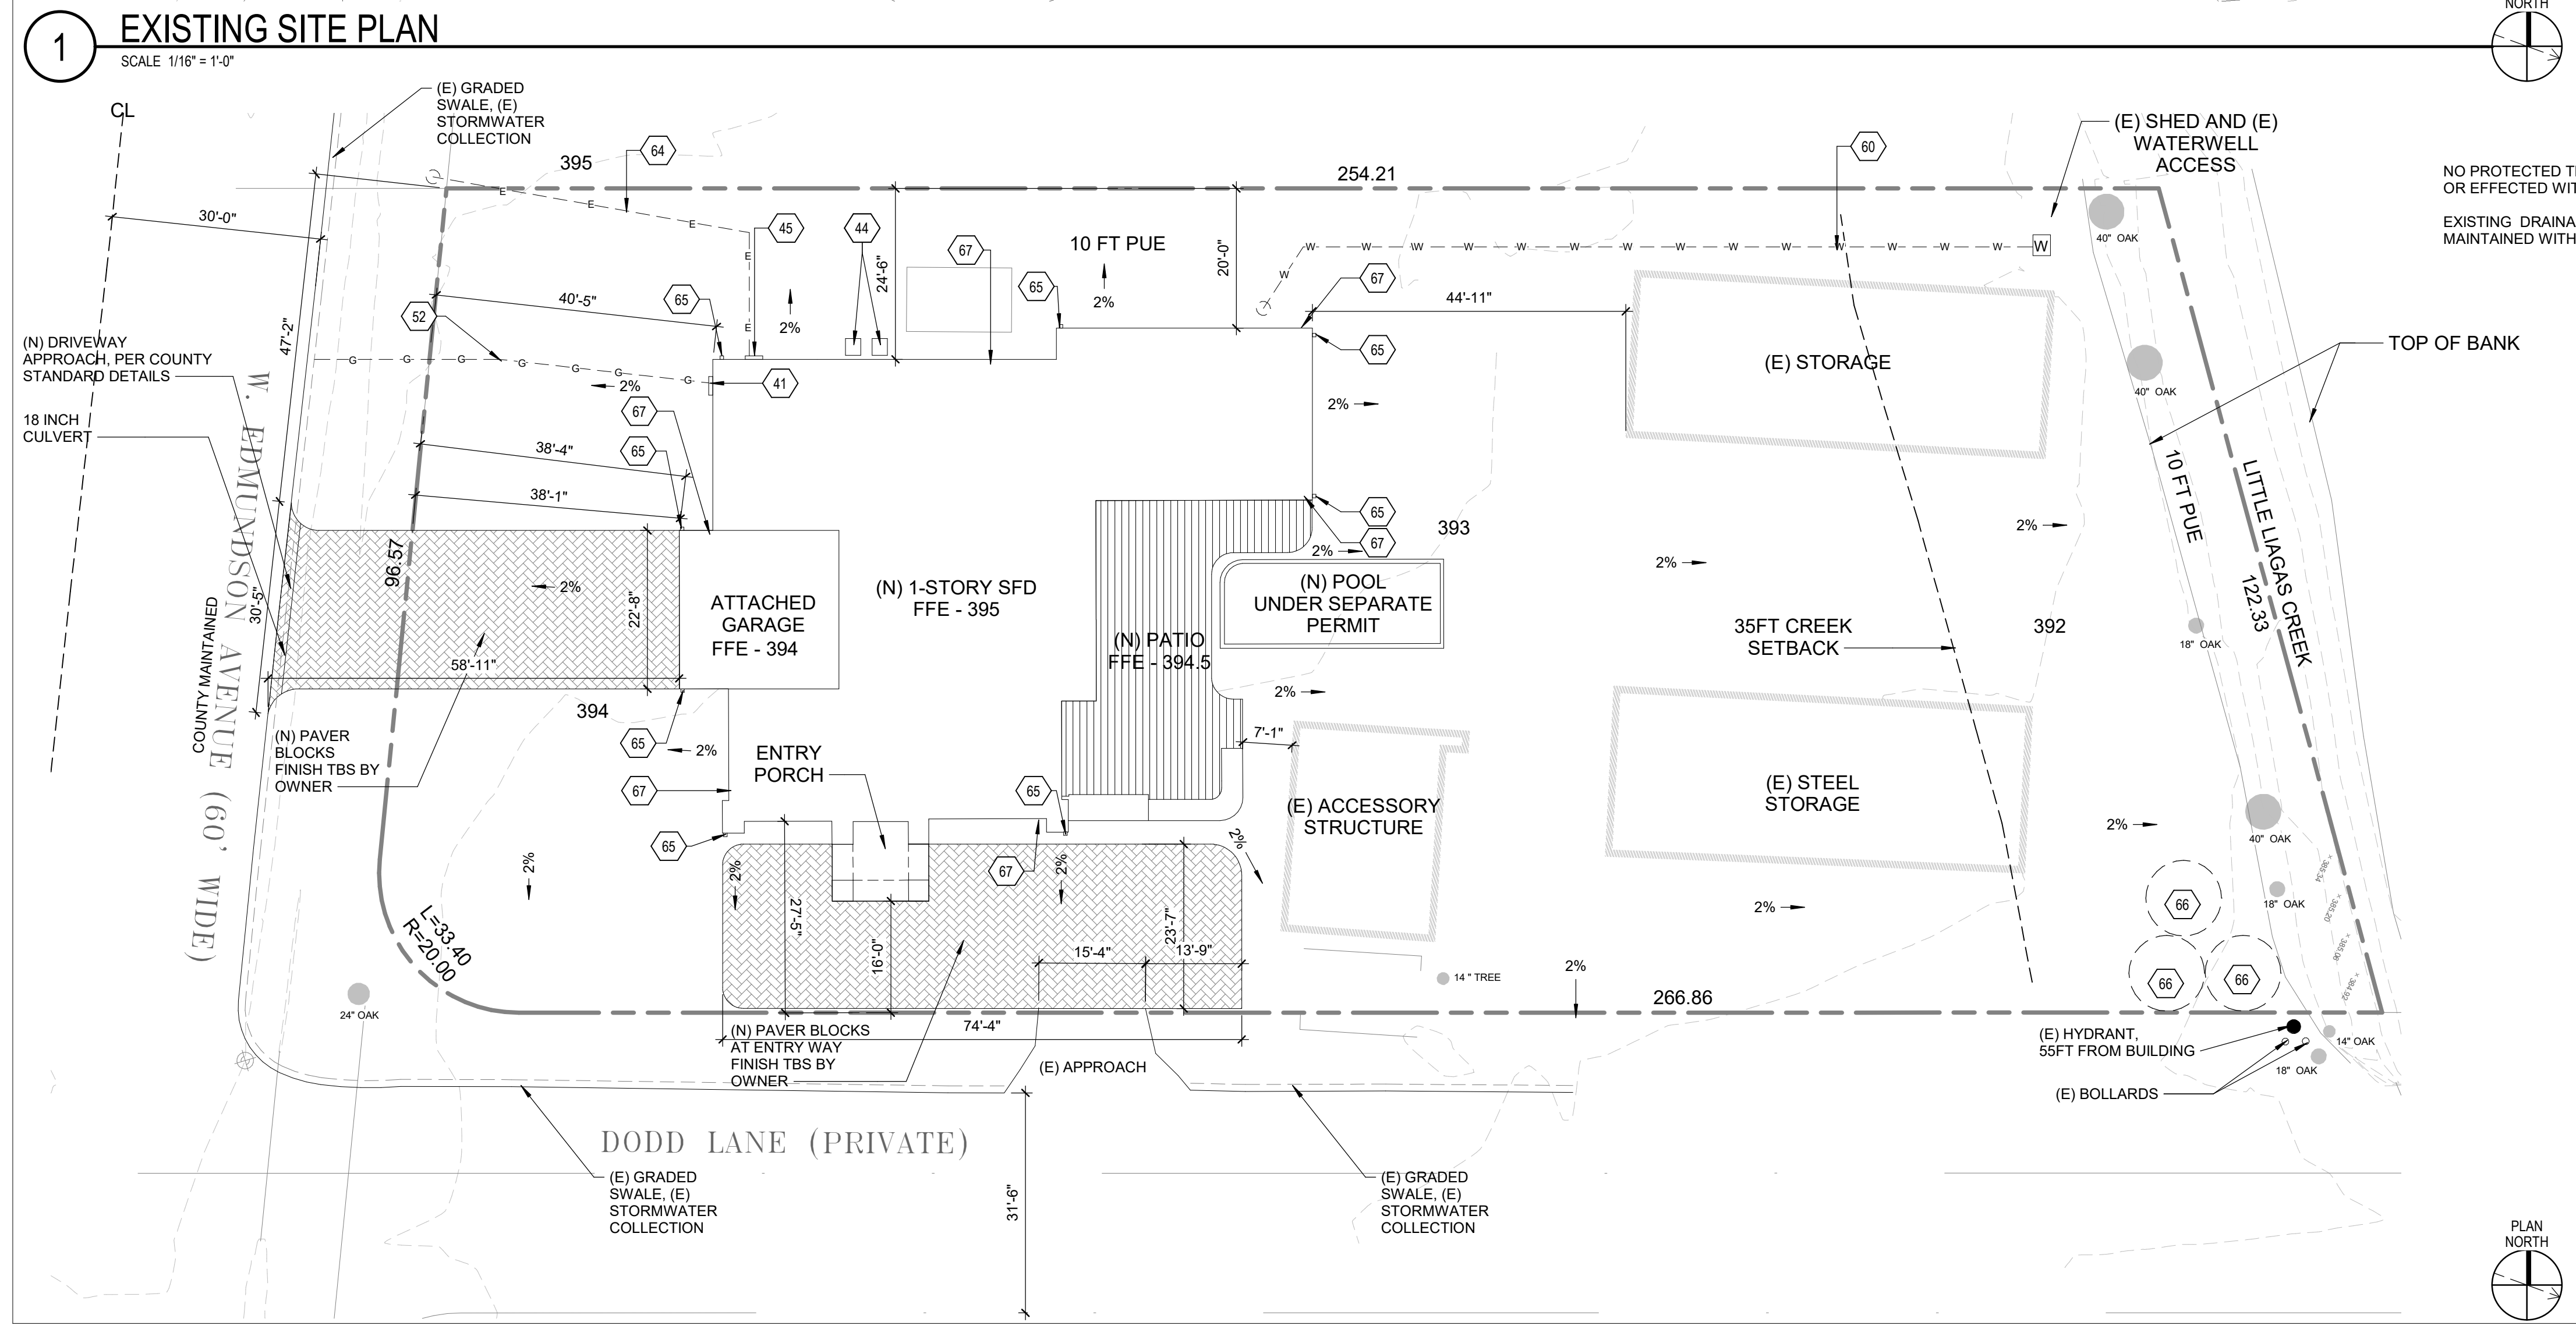 1
EXISTING SITE PLAN
SCALE 1/16" = 1'-0"
NORTH
CL
(E) GRADED
SWALE, (E)
STORMWATER
COLLECTION
395
64
254.21
60
(E) SHED AND (E)
WATERWELL
ACCESS
NO PROTECTED
OR EFFECTED
EXISTING
MAINTAINED
30'-0"
E
E
E
E
E
E
45
44
24'-6"
67
10 FT PUE
2%
20'-0"
W W W W W W W W W W W W W W
W
W
40" OAK
40'-5"
65
2%
65
67
44'-11"
52
47'-2"
(N) DRIVEWAY
APPROACH, PER COUNTY
STANDARD DETAILS
G G G G G G G
2%
41
65
(E) STORAGE
TOP OF BANK
40" OAK
18 INCH
CULVERT
67
2%
38'-4"
65
38'-1"
10 FT PUE
LITTLE LIAGAS CREEK
122.33
65
393
67
2%
2%
W. EDMUNDSON AVENUE (60' WIDE)
COUNTY MAINTAINED
96.57
30'-5"
2%
22'-8"
58'-11"
ATTACHED
GARAGE
FFE - 394
(N) 1-STORY SFD
FFE - 395
(N) PATIO
FFE - 394.5
(N) POOL
UNDER SEPARATE
PERMIT
2%
35FT CREEK
SETBACK
392
18" OAK
2%
394
(N) PAVER
BLOCKS
FINISH TBS BY
OWNER
65
2%
67
65
ENTRY
PORCH
65
7'-1"
(E) ACCESSORY
STRUCTURE
(E) STEEL
STORAGE
2%
40" OAK
2%
2%
27'-5"
16'-0"
67
2%
2%
23'-7"
15'-4"
13'-9"
2%
66
66
66
18" OAK
× 385.34
× 385.20
× 385.06
× 384.92
L=33.40
R=20.00
24" OAK
14 " TREE
2%
266.86
74'-4"
(N) PAVER BLOCKS
AT ENTRY WAY
FINISH TBS BY
OWNER
(E) APPROACH
(E) HYDRANT,
55FT FROM BUILDING
14" OAK
18" OAK
(E) BOLLARDS
DODD LANE (PRIVATE)
(E) GRADED
SWALE, (E)
STORMWATER
COLLECTION
31'-6"
(E) GRADED
SWALE, (E)
STORMWATER
COLLECTION
PLAN
NORTH